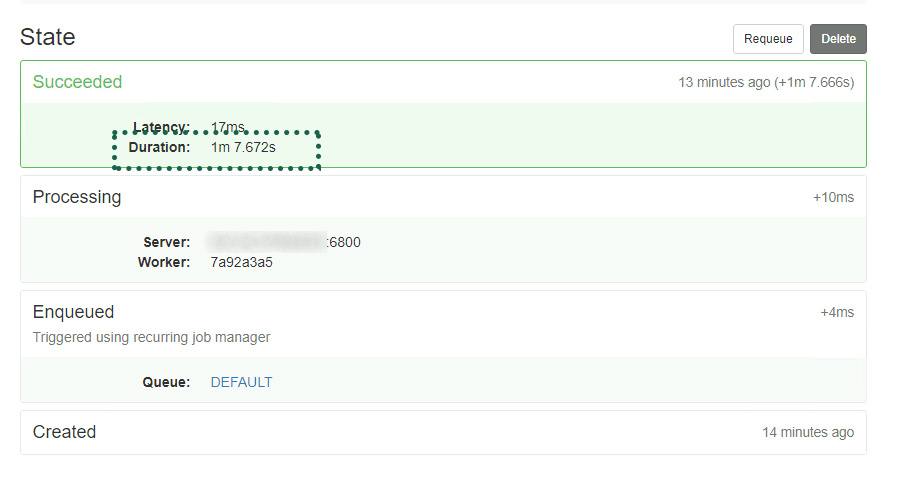 State
Requeue
Delete
Succeeded
13 minutes ago (+1m 7.666s)
Latency: 17ms
Duration: 1m 7.672s
Processing
+10ms
Server: :6800
Worker: 7a92a3a5
Enqueued
+4ms
Triggered using recurring job manager
Queue: DEFAULT
Created
14 minutes ago